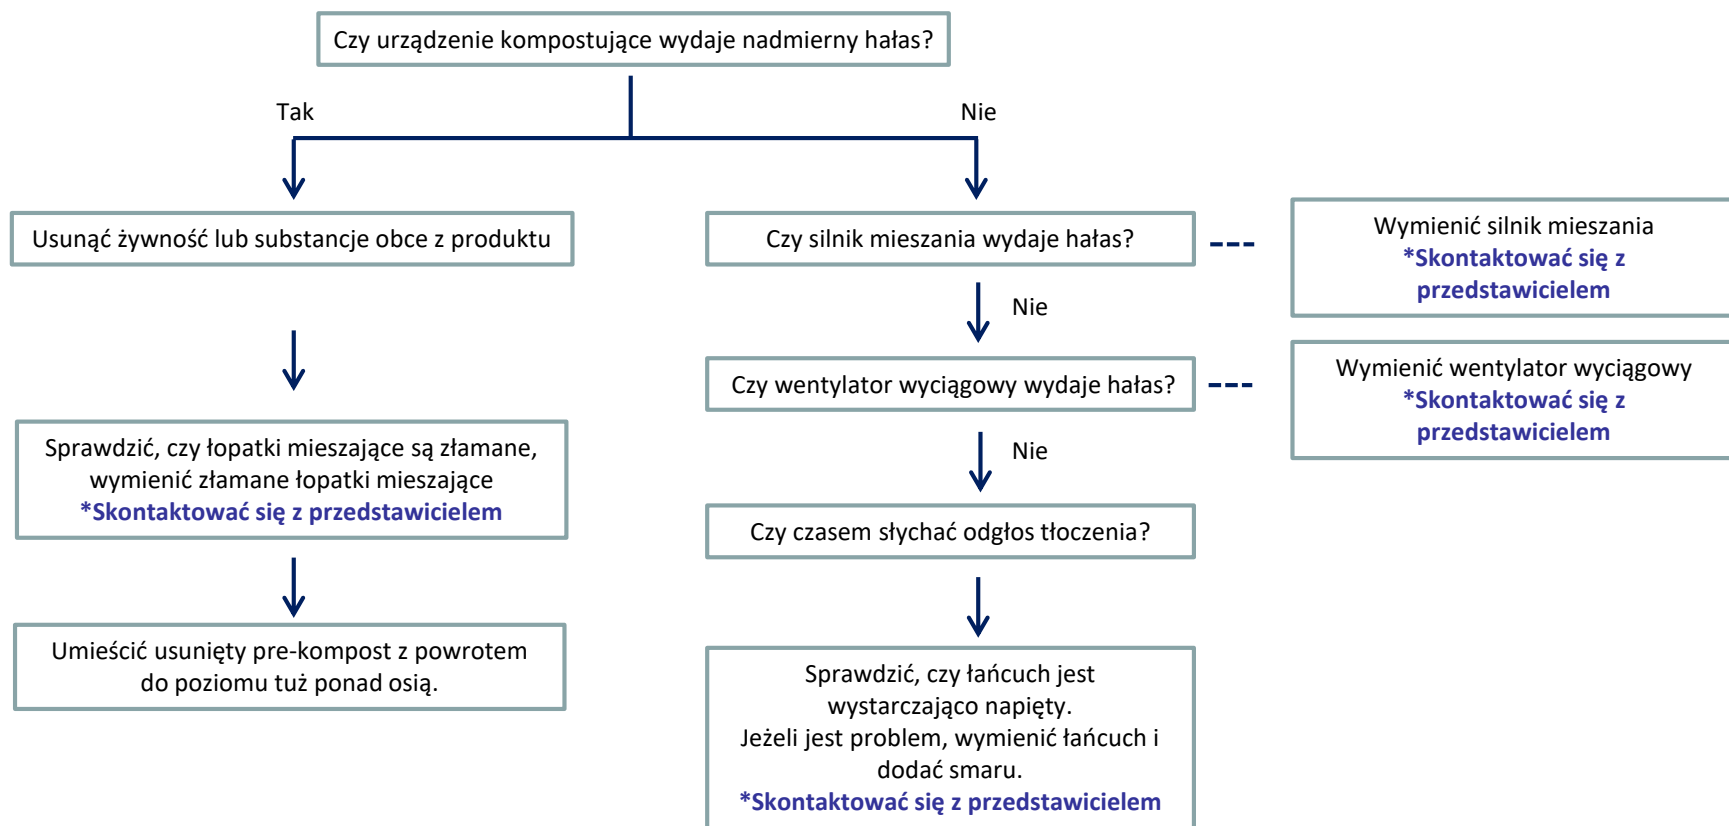 Czy urządzenie kompostujące wydaje nadmierny hałas?
Tak
Nie
Usunąć żywność lub substancje obce z produktu
Sprawdzić, czy łopatki mieszające są złamane,
wymienić złamane łopatki mieszające
*Skontaktować się z przedstawicielem
Umieścić usunięty pre-kompost z powrotem
do poziomu tuż ponad osią.
Czy silnik mieszania wydaje hałas?
Wymienić silnik mieszania
*Skontaktować się z
przedstawicielem
Nie
Czy wentylator wyciągowy wydaje hałas?
Wymienić wentylator wyciągowy
*Skontaktować się z
przedstawicielem
Nie
Czy czasem słychać odgłos tłoczenia?
Sprawdzić, czy łańcuch jest
wystarczająco napięty.
Jeżeli jest problem, wymienić łańcuch i
dodać smaru.
*Skontaktować się z przedstawicielem